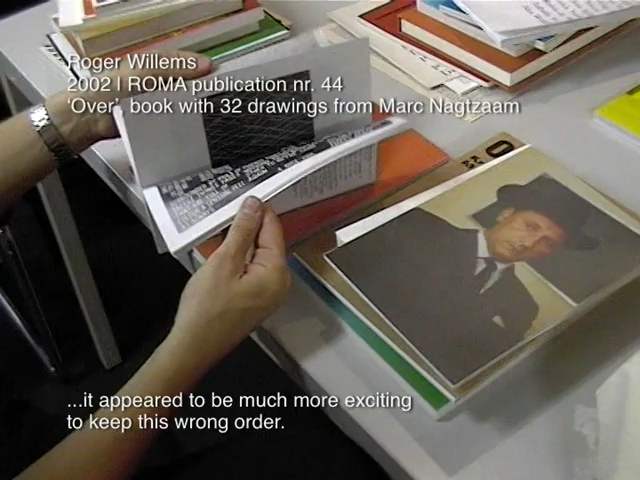 Roger Willems
2002 | ROMA publication nr. 44
'Over', book with 32 drawings from Marc Nagtzaam
...it appeared to be much more exciting
to keep this wrong order.